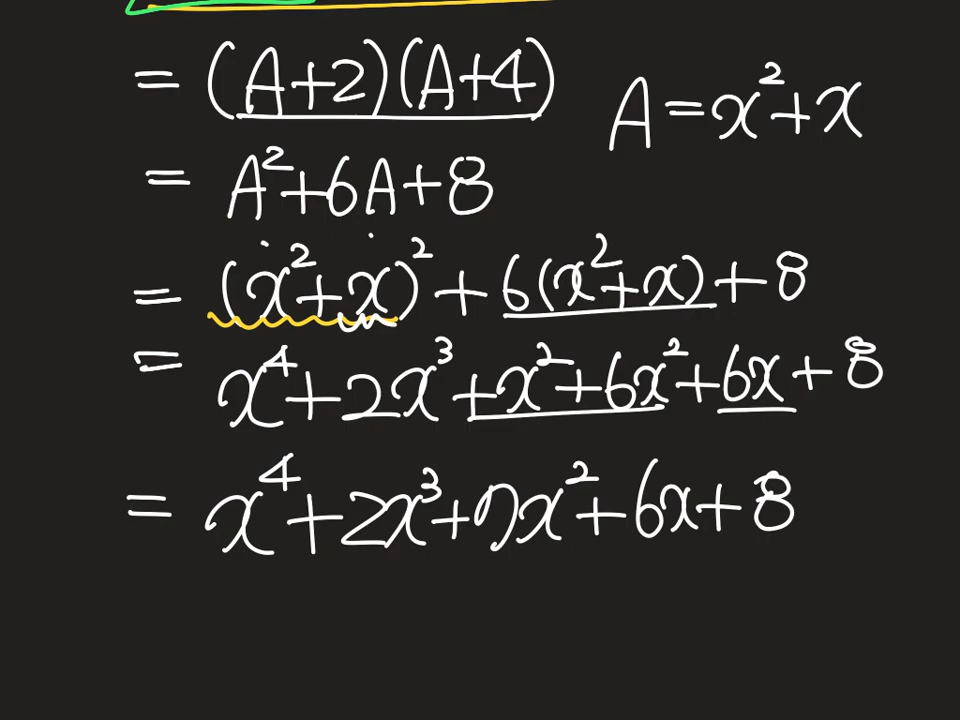 = (A+2)(A+4)
A = x²+x
= A²+6A+8
= (x²+x)²+6(x²+x)+8
= x⁴+2x³+x²+6x²+6x+8
= x⁴+2x³+7x²+6x+8